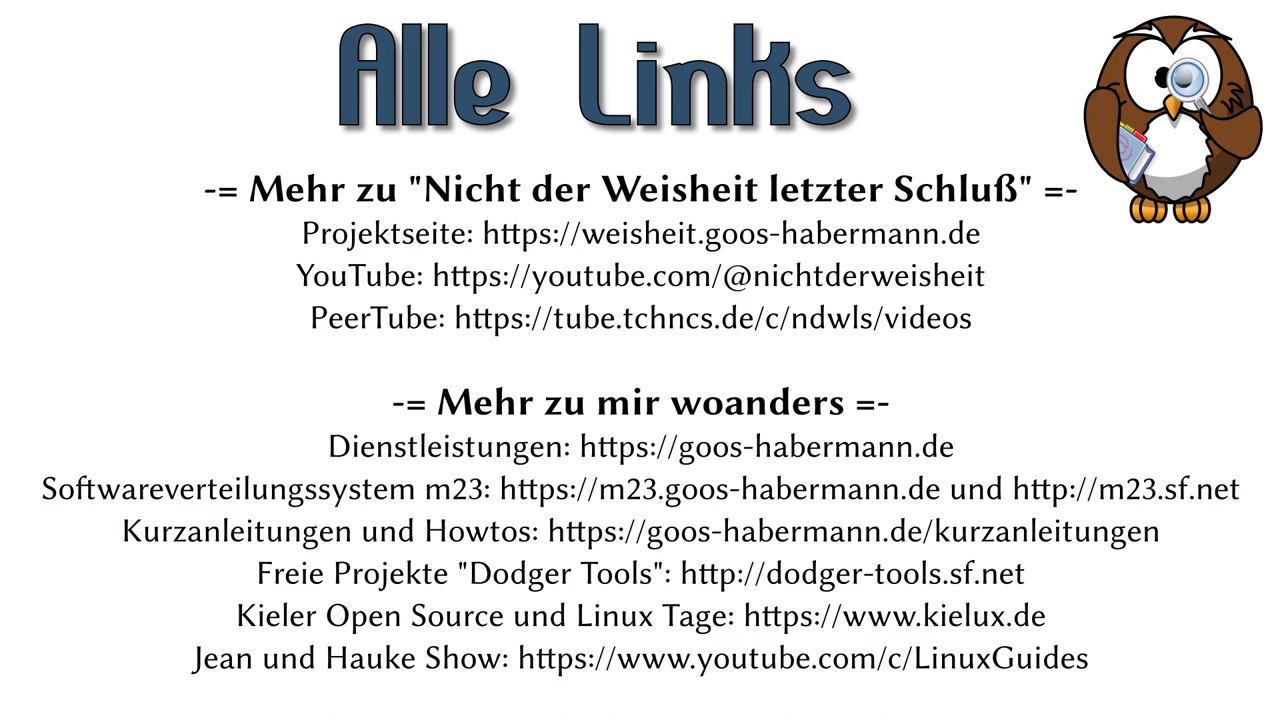 Alle Links
-= Mehr zu "Nicht der Weisheit letzter Schluß" =-
Projektseite: https://weisheit.goos-habermann.de
YouTube: https://youtube.com/@nichtderweisheit
PeerTube: https://tube.tchncs.de/c/ndwls/videos
-= Mehr zu mir woanders =-
Dienstleistungen: https://goos-habermann.de
Softwareverteilungssystem m23: https://m23.goos-habermann.de und http://m23.sf.net
Kurzanleitungen und Howtos: https://goos-habermann.de/kurzanleitungen
Freie Projekte "Dodger Tools": http://dodger-tools.sf.net
Kieler Open Source und Linux Tage: https://www.kielux.de
Jean und Hauke Show: https://www.youtube.com/c/LinuxGuides